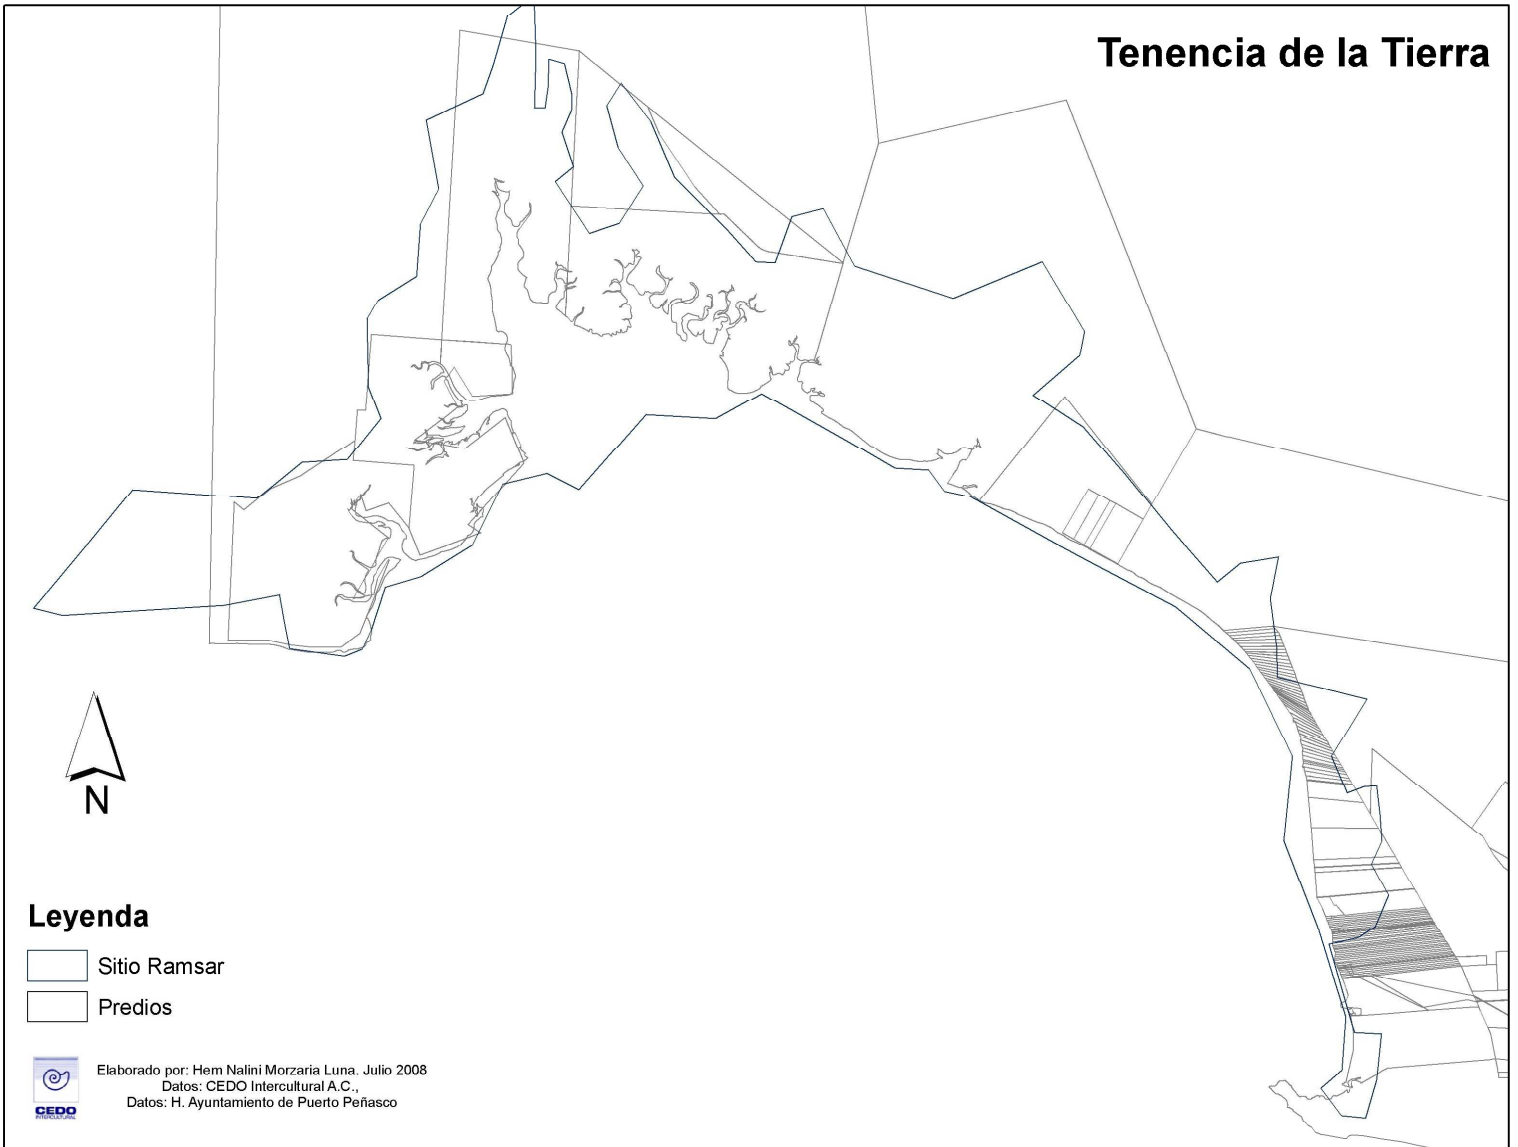 Tenencia de la Tierra
N
Leyenda
Sitio Ramsar
Predios
Elaborado por: Hem Nalini Morzaria Luna. Julio 2008
Datos: CEDO Intercultural A.C.,
Datos: H. Ayuntamiento de Puerto Peñasco
CEDO
INTERCULTURAL